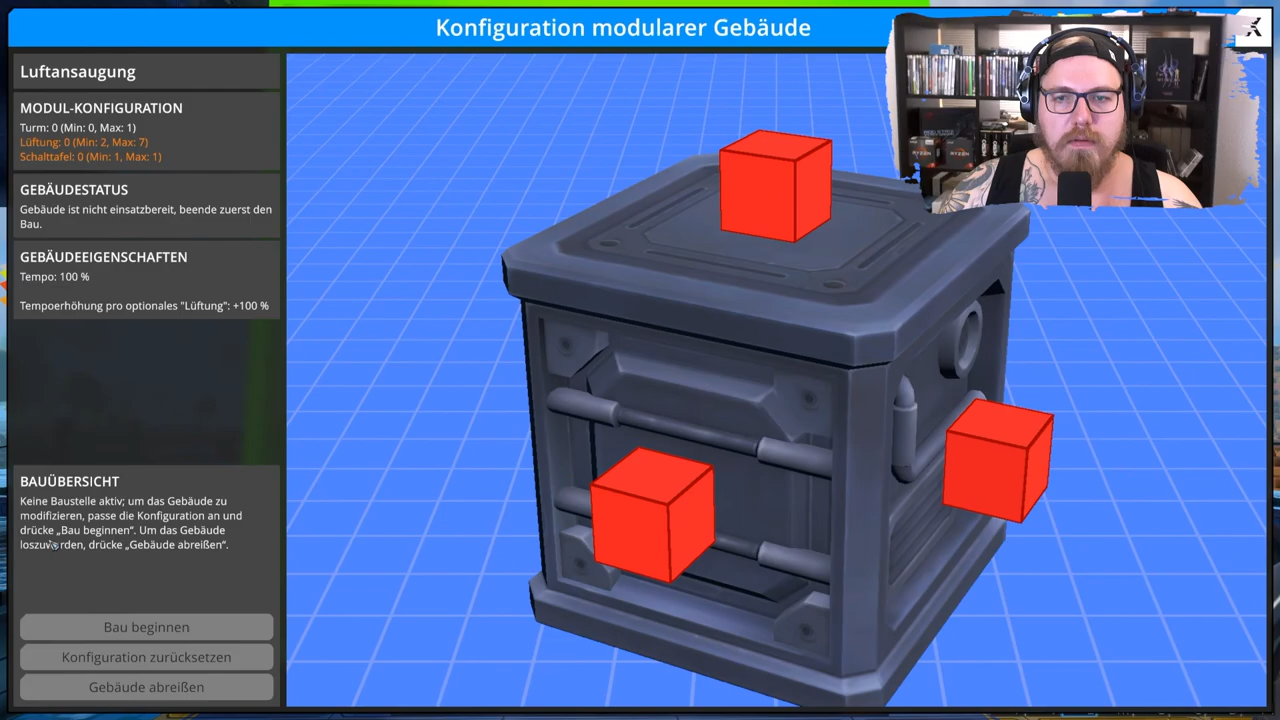 Konfiguration modularer Gebäude
Luftansaugung
MODUL-KONFIGURATION
Turm: 0 (Min: 0, Max: 1)
Lüftung: 0 (Min: 2, Max: 7)
Schalttafel: 0 (Min: 1, Max: 1)
GEBÄUDESTATUS
Gebäude ist nicht einsatzbereit, beende zuerst den
Bau.
GEBÄUDEEIGENSCHAFTEN
Tempo: 100 %
Tempoerhöhung pro optionales "Lüftung": +100 %
BAUÜBERSICHT
Keine Baustelle aktiv; um das Gebäude zu
modifizieren, passe die Konfiguration an und
drücke „Bau beginnen“. Um das Gebäude
loszuwerden, drücke „Gebäude abreißen“.
Bau beginnen
Konfiguration zurücksetzen
Gebäude abreißen